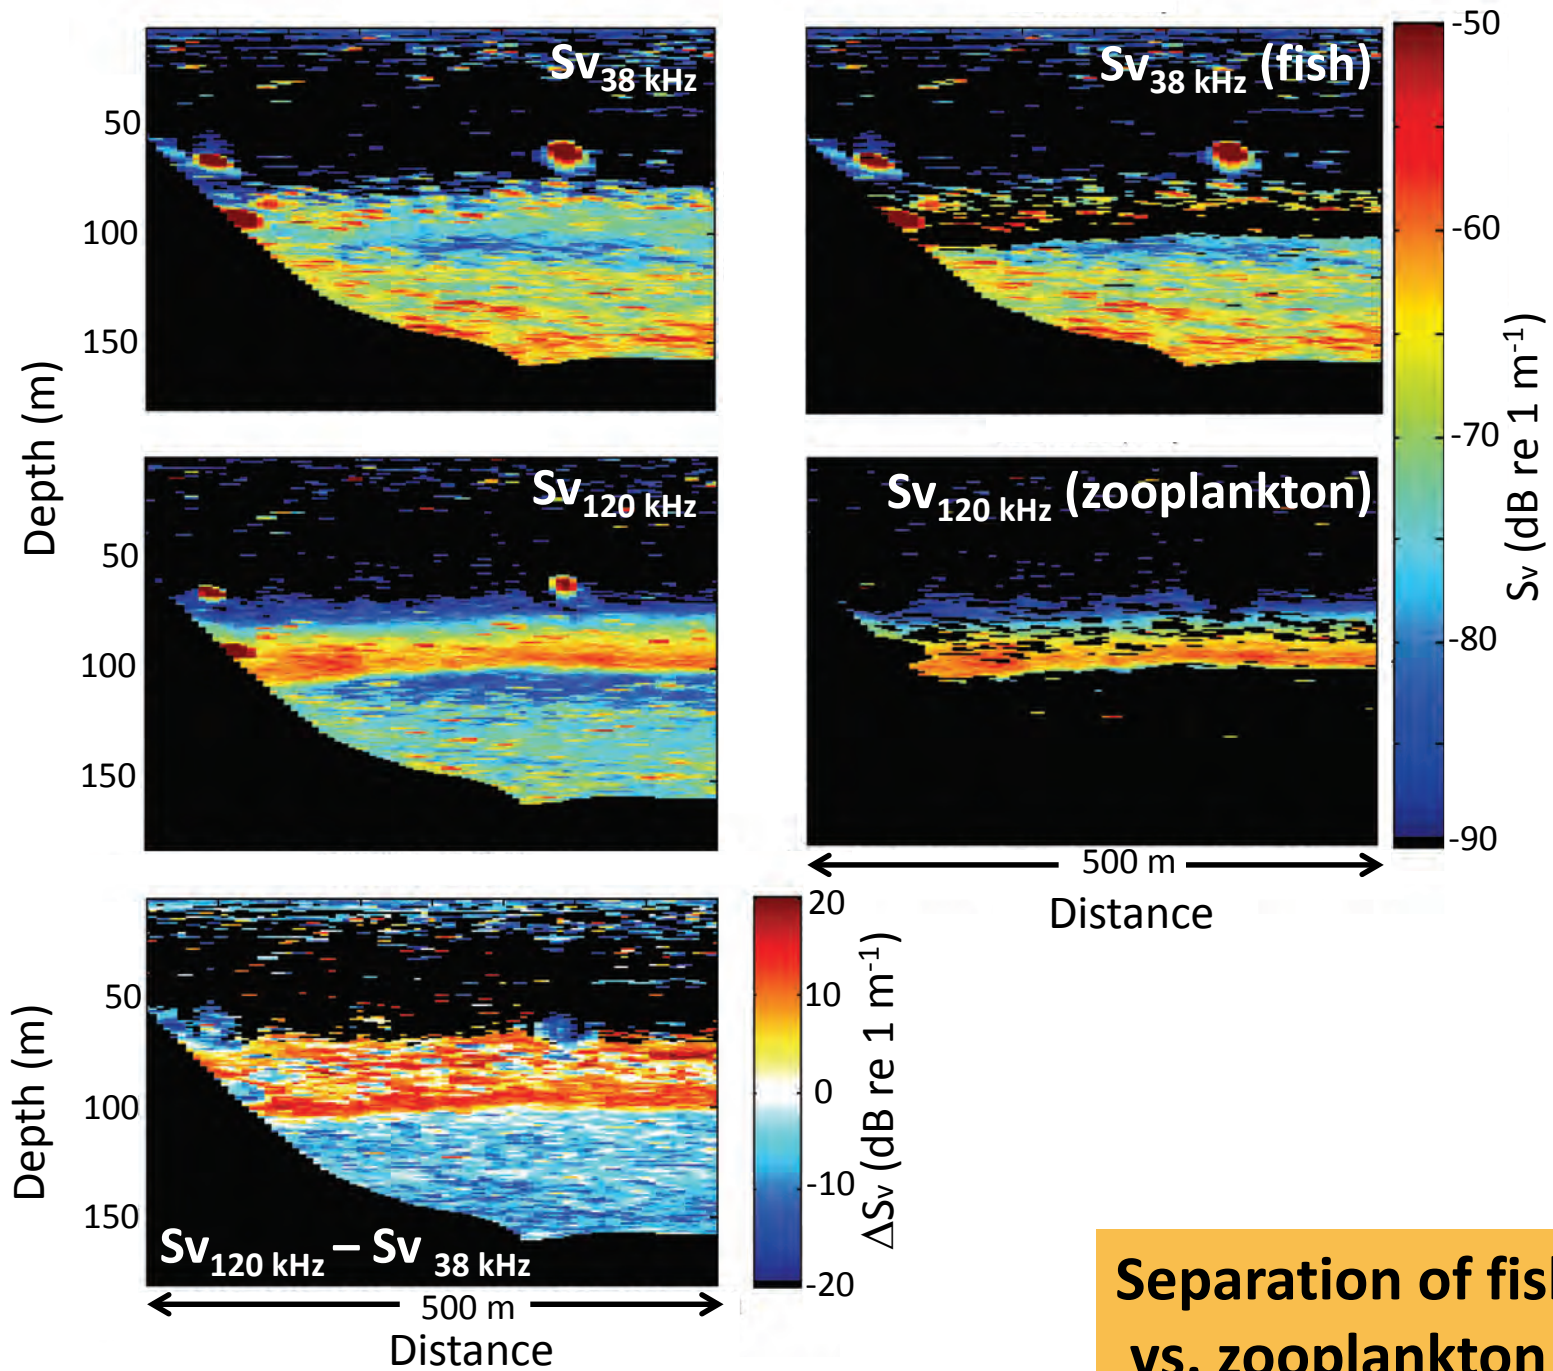 Sv38 kHz
50
100
150
Sv38 kHz (fish)
-50
-60
-70
-80
-90
Sv (dB re 1 m-1)
Depth (m)
Sv120 kHz
50
100
150
Sv120 kHz (zooplankton)
500 m
Distance
50
100
150
Depth (m)
Sv120 kHz – Sv 38 kHz
20
10
0
-10
-20
ΔSv (dB re 1 m-1)
500 m
Distance
Separation of fish
vs. zooplankton